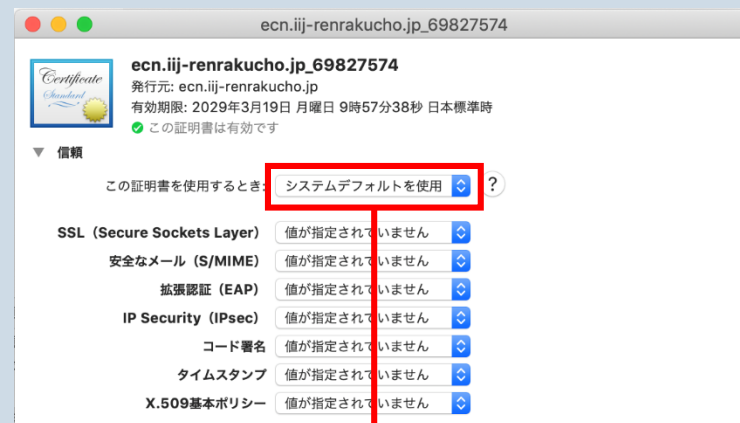 ecn.iij-renrakucho.jp_69827574
Certificate
Standard
ecn.iij-renrakucho.jp_69827574
発行元: ecn.iij-renrakucho.jp
有効期限: 2029年3月19日 月曜日 9時57分38秒 日本標準時
この証明書は有効です
▼ 信頼
この証明書を使用するとき: システムデフォルトを使用 ?
SSL（Secure Sockets Layer） 値が指定されていません
安全なメール（S/MIME） 値が指定されていません
拡張認証（EAP） 値が指定されていません
IP Security（IPsec） 値が指定されていません
コード署名 値が指定されていません
タイムスタンプ 値が指定されていません
X.509基本ポリシー 値が指定されていません